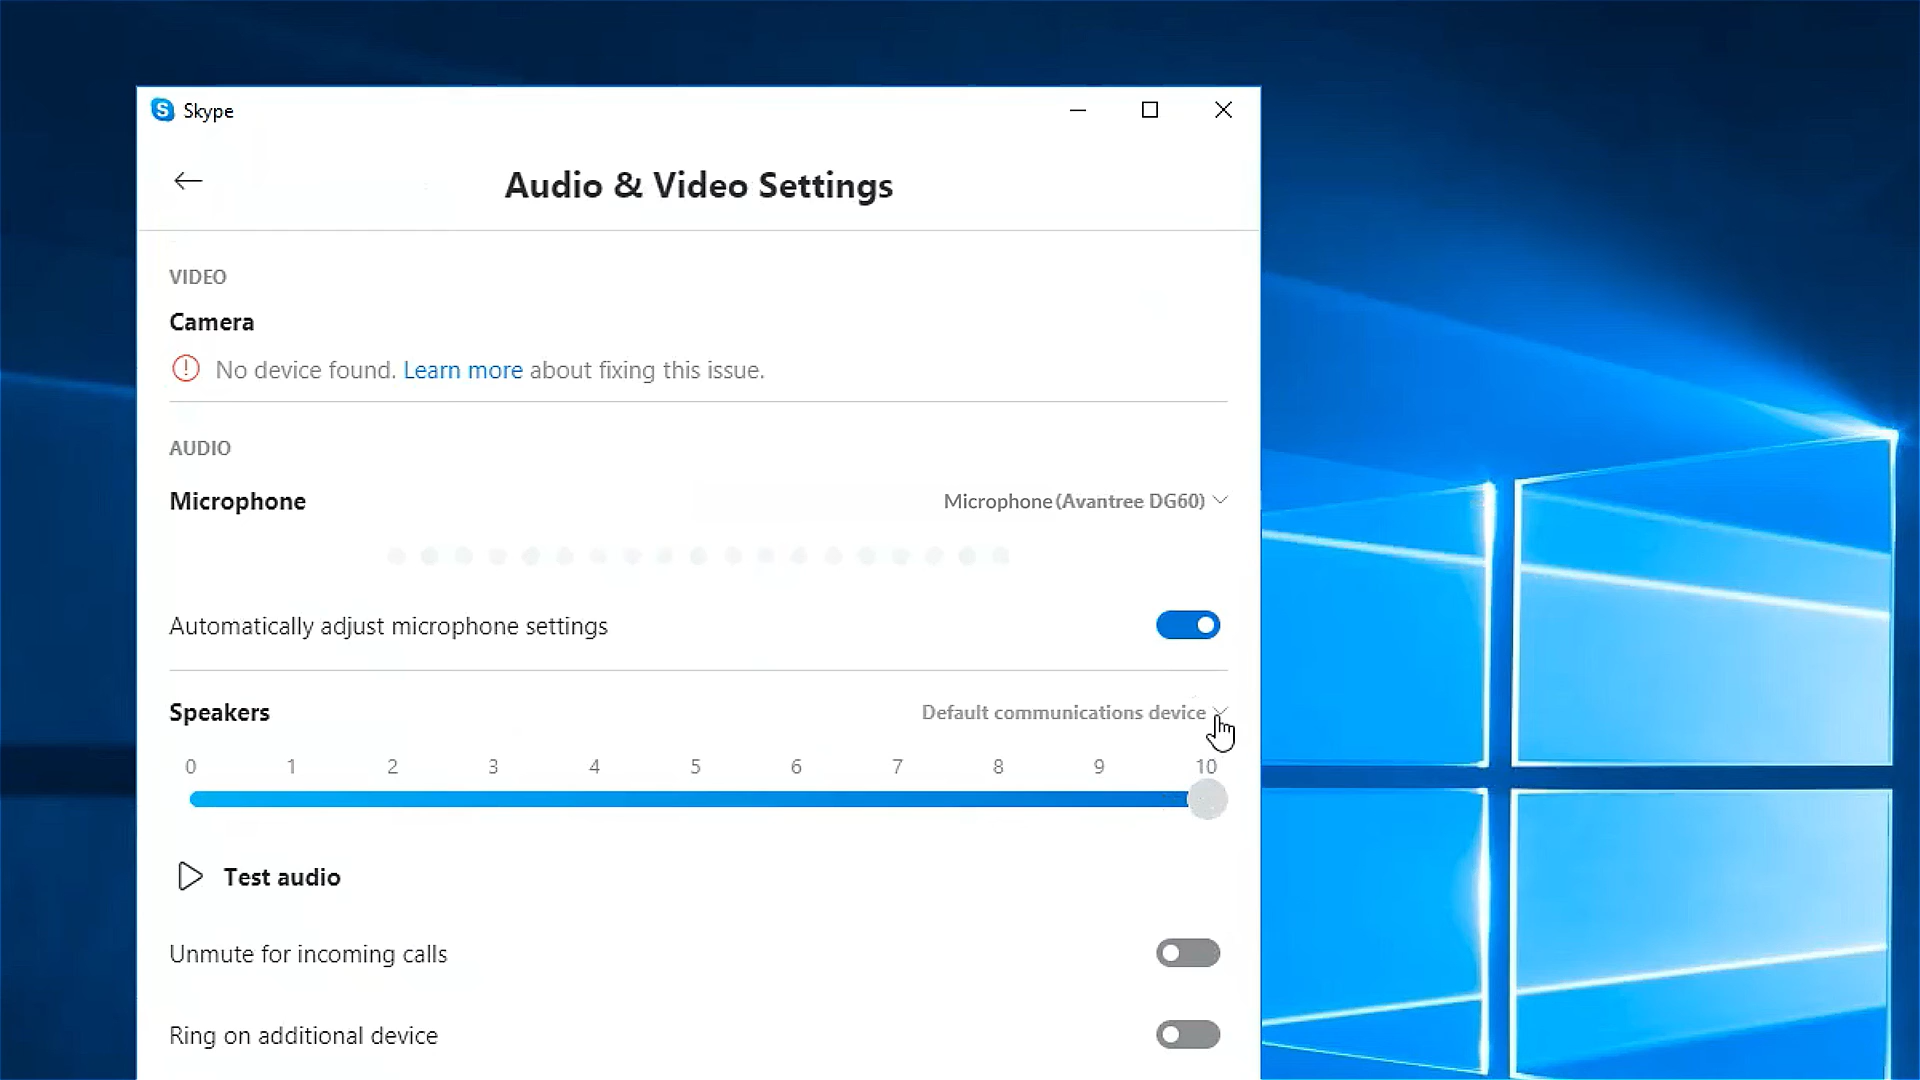 Skype
Audio & Video Settings
VIDEO
Camera
No device found. Learn more about fixing this issue.
AUDIO
Microphone
Microphone (Avantree DG60)
Automatically adjust microphone settings
Speakers
Default communications device
0 1 2 3 4 5 6 7 8 9 10
Test audio
Unmute for incoming calls
Ring on additional device